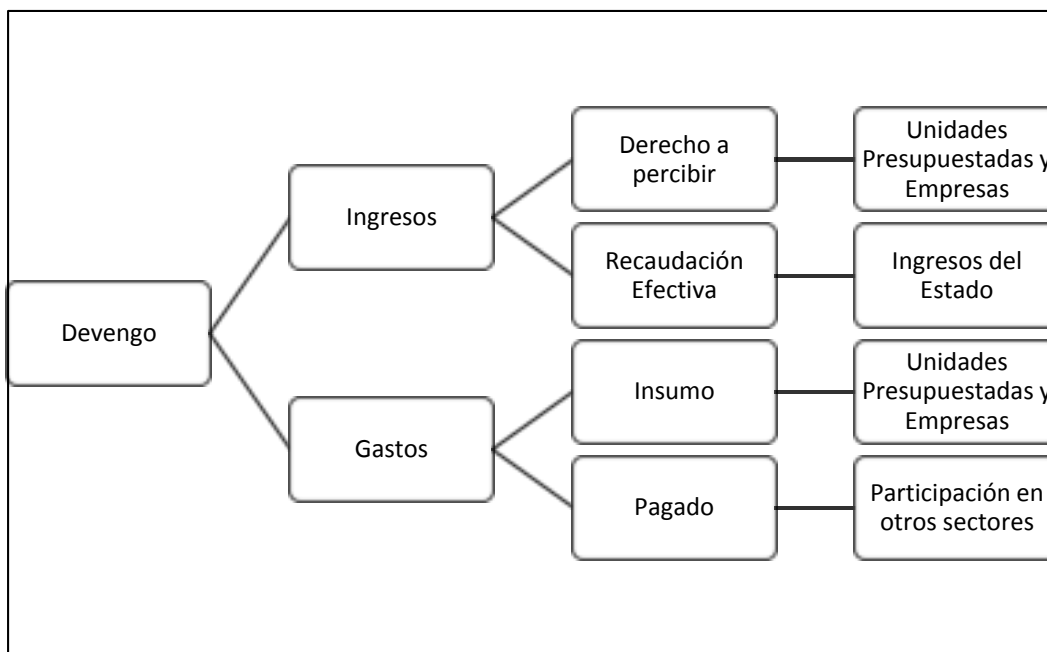 Devengo
Ingresos
Derecho a
percibir
Unidades
Presupuestadas y
Empresas
Recaudación
Efectiva
Ingresos del
Estado
Gastos
Insumo
Unidades
Presupuestadas y
Empresas
Pagado
Participación en
otros sectores